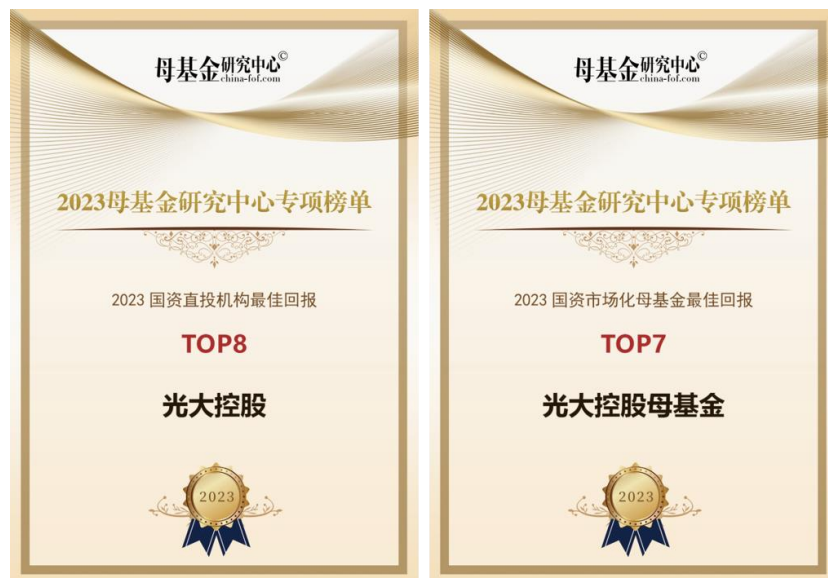 母基金研究中心©
china-fof.com
2023母基金研究中心专项榜单
2023 国资直投机构最佳回报
TOP8
光大控股
2023
母基金研究中心©
china-fof.com
2023母基金研究中心专项榜单
2023 国资市场化母基金最佳回报
TOP7
光大控股母基金
2023